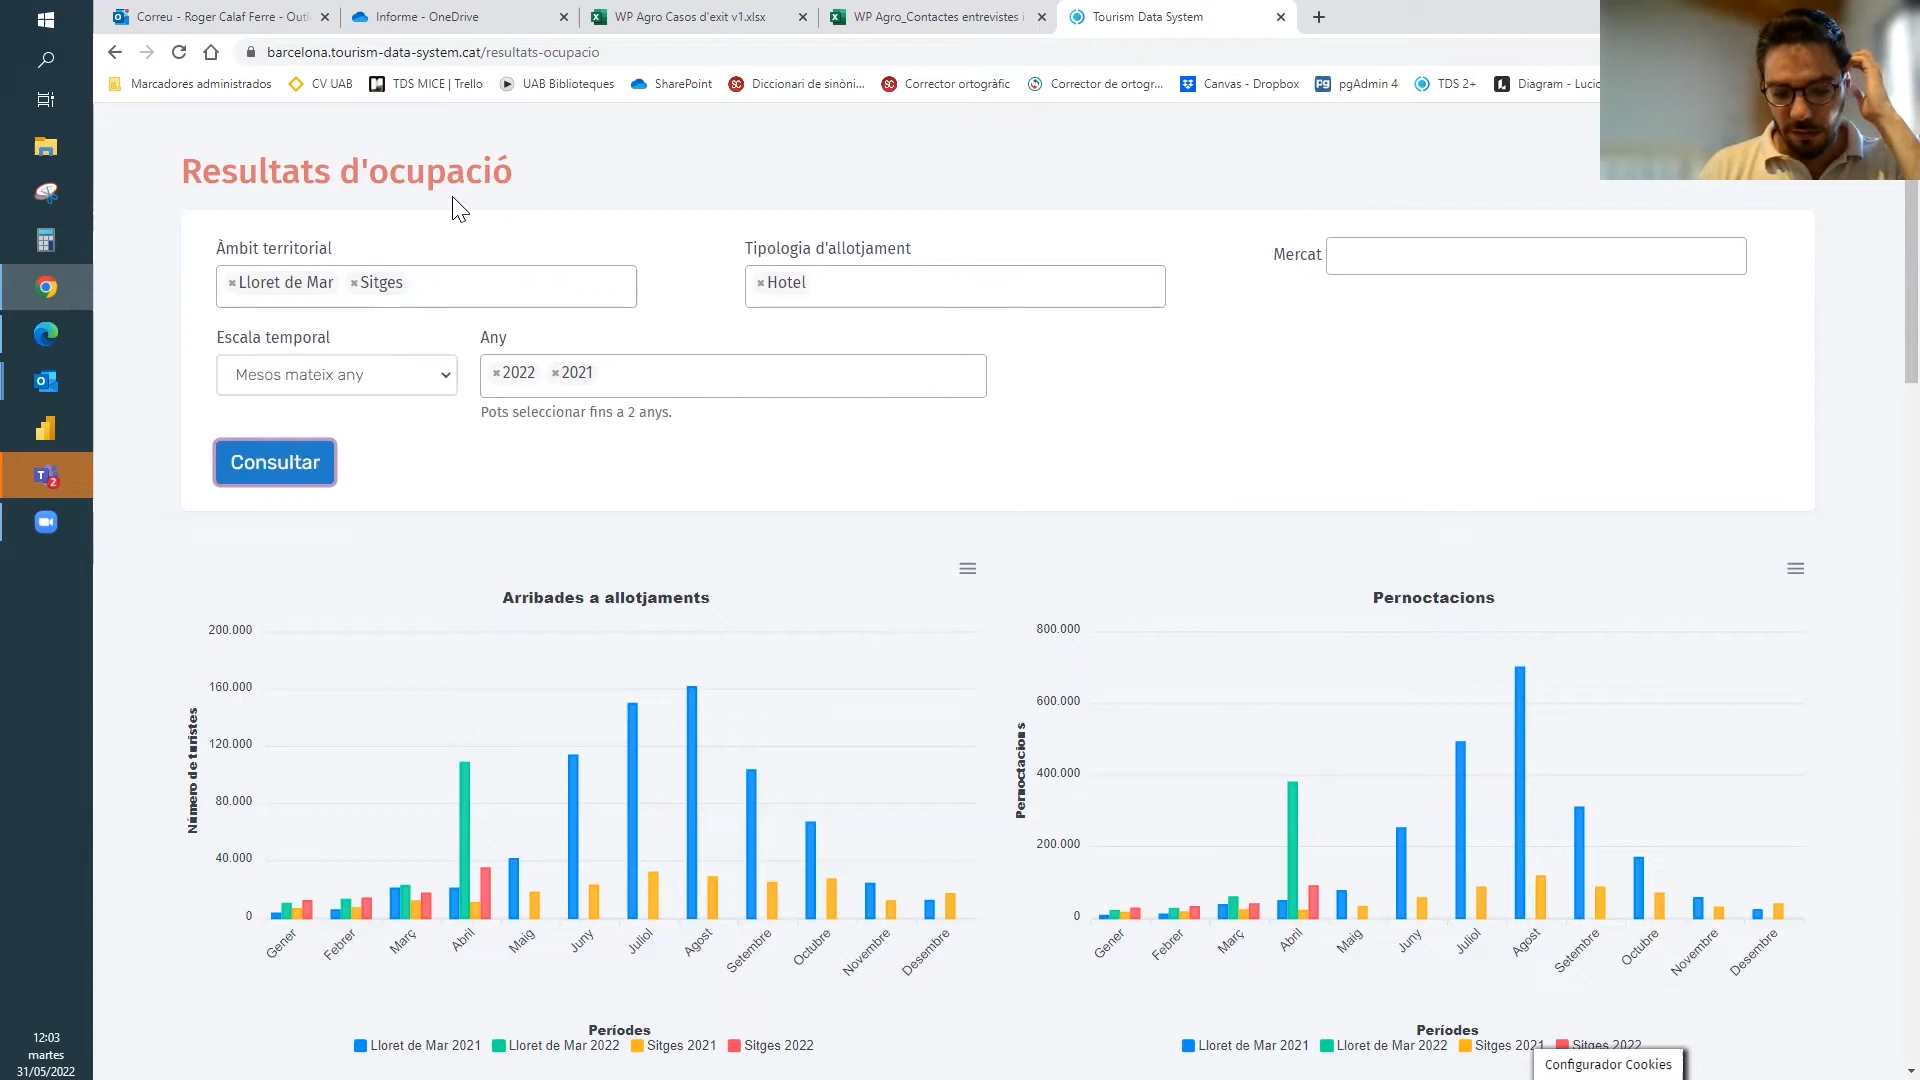 Correu - Roger Calaf Ferre - Outl
Informe - OneDrive
WP Agro Casos d'exit v1.xlsx
WP Agro_Contactes entrevistes i
Tourism Data System
barcelona.tourism-data-system.cat/resultats-ocupacio
Marcadores administrados
CV UAB
TDS MICE | Trello
UAB Biblioteques
SharePoint
Diccionari de sinòni...
Corrector ortogràfic
Corrector de ortogr...
Canvas - Dropbox
pgAdmin 4
TDS 2+
Diagram - Lucid
Resultats d'ocupació
Àmbit territorial
Tipologia d'allotjament
Mercat
×Lloret de Mar ×Sitges
×Hotel
Escala temporal
Any
Mesos mateix any
×2022 ×2021
Pots seleccionar fins a 2 anys.
Consultar
Arribades a allotjaments
200.000
160.000
120.000
80.000
40.000
0
Número de turistes
Gener
Febrer
Març
Abril
Maig
Juny
Juliol
Agost
Setembre
Octubre
Novembre
Desembre
Períodes
Lloret de Mar 2021
Lloret de Mar 2022
Sitges 2021
Sitges 2022
Pernoctacions
800.000
600.000
400.000
200.000
0
Pernoctacions
Gener
Febrer
Març
Abril
Maig
Juny
Juliol
Agost
Setembre
Octubre
Novembre
Desembre
Períodes
Lloret de Mar 2021
Lloret de Mar 2022
Sitges 2021
Sitges 2022
Configurador Cookies
2
12:03
martes
31/05/2022